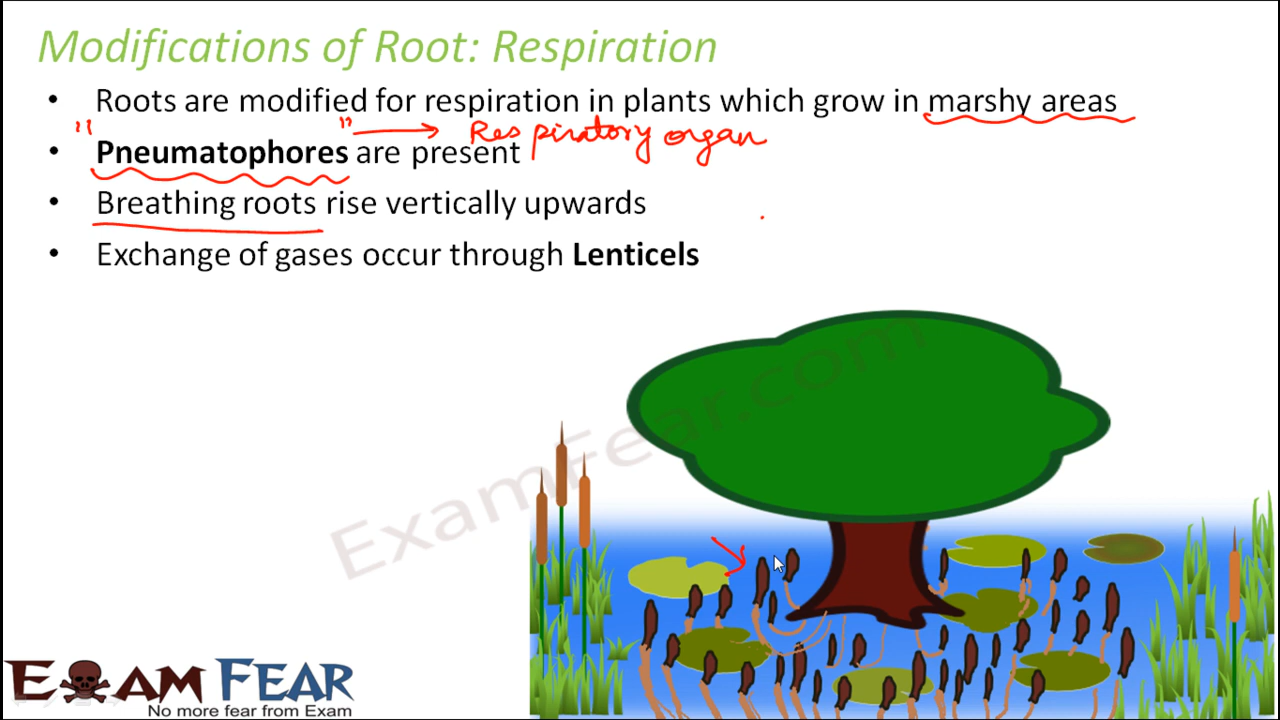 Modifications of Root: Respiration
• Roots are modified for respiration in plants which grow in marshy areas
" " → Respiratory organ
• Pneumatophores are present
• Breathing roots rise vertically upwards
• Exchange of gases occur through Lenticels
ExamFear.com
EXAM FEAR
No more fear from Exam